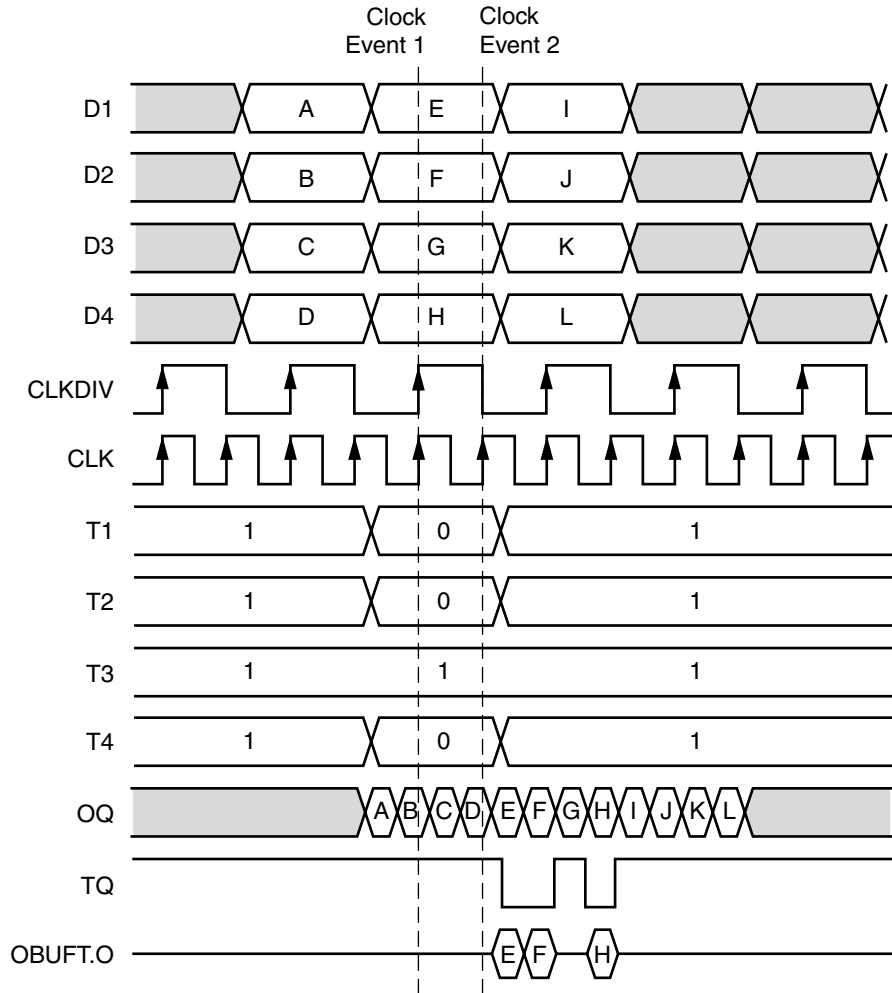 Clock Event 1
Clock Event 2
D1 A E I
D2 B F J
D3 C G K
D4 D H L
CLKDIV
CLK
T1 1 0 1
T2 1 0 1
T3 1 1 1
T4 1 0 1
OQ A B C D E F G H I J K L
TQ
OBUFT.O E F H